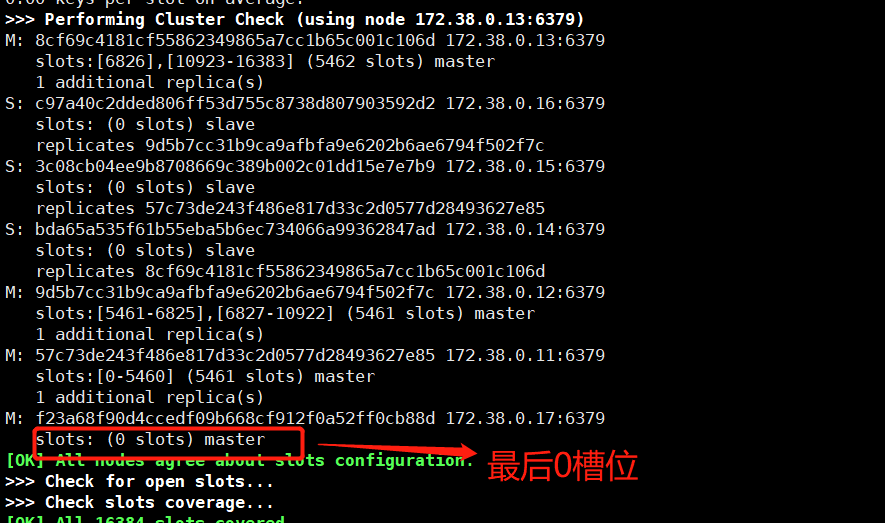 0.00 keys per slot on average.
>>> Performing Cluster Check (using node 172.38.0.13:6379)
M: 8cf69c4181cf55862349865a7cc1b65c001c106d 172.38.0.13:6379
slots:[6826],[10923-16383] (5462 slots) master
1 additional replica(s)
S: c97a40c2dded806ff53d755c8738d807903592d2 172.38.0.16:6379
slots: (0 slots) slave
replicates 9d5b7cc31b9ca9afbfa9e6202b6ae6794f502f7c
S: 3c08cb04ee9b8708669c389b002c01dd15e7e7b9 172.38.0.15:6379
slots: (0 slots) slave
replicates 57c73de243f486e817d33c2d0577d28493627e85
S: bda65a535f61b55eba5b6ec734066a99362847ad 172.38.0.14:6379
slots: (0 slots) slave
replicates 8cf69c4181cf55862349865a7cc1b65c001c106d
M: 9d5b7cc31b9ca9afbfa9e6202b6ae6794f502f7c 172.38.0.12:6379
slots:[5461-6825],[6827-10922] (5461 slots) master
1 additional replica(s)
M: 57c73de243f486e817d33c2d0577d28493627e85 172.38.0.11:6379
slots:[0-5460] (5461 slots) master
1 additional replica(s)
M: f23a68f90d4ccedf09b668cf912f0a52ff0cb88d 172.38.0.17:6379
slots: (0 slots) master
最后0槽位
[OK] All nodes agree about slots configuration.
>>> Check for open slots...
>>> Check slots coverage...
[OK] All 16384 slots covered